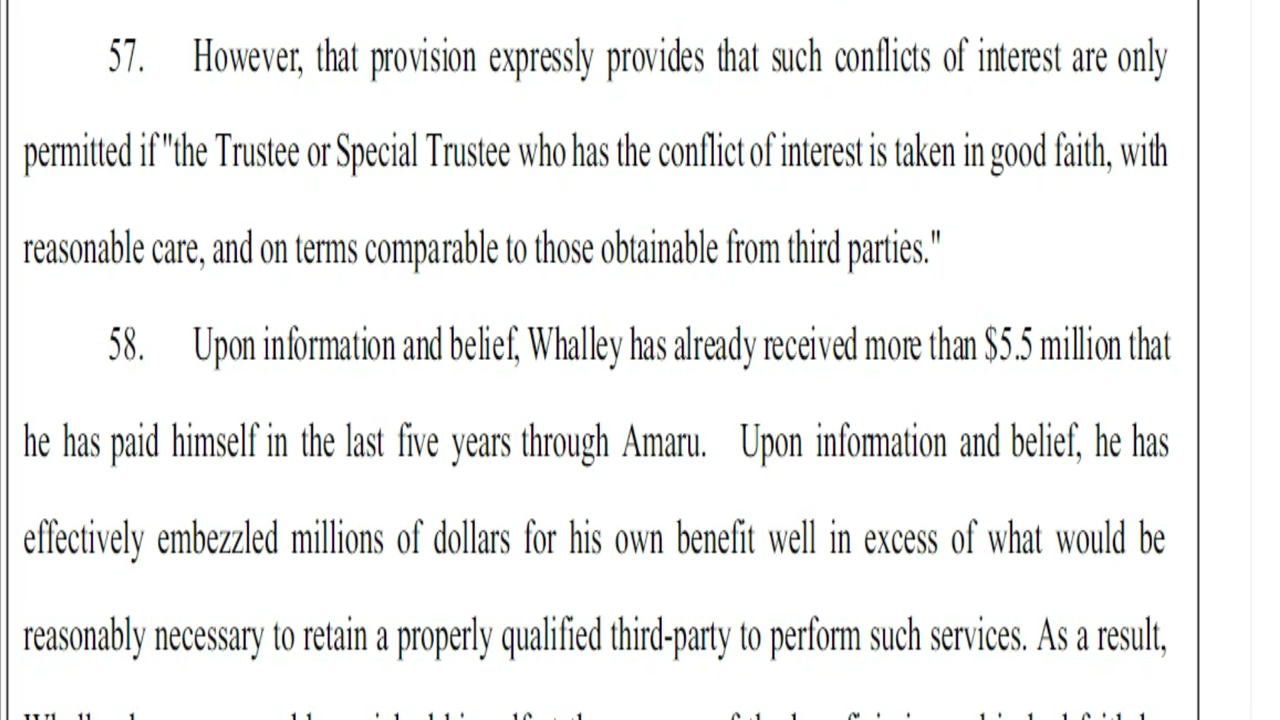 57. However, that provision expressly provides that such conflicts of interest are only
permitted if "the Trustee or Special Trustee who has the conflict of interest is taken in good faith, with
reasonable care, and on terms comparable to those obtainable from third parties."
58. Upon information and belief, Whalley has already received more than $5.5 million that
he has paid himself in the last five years through Amaru. Upon information and belief, he has
effectively embezzled millions of dollars for his own benefit well in excess of what would be
reasonably necessary to retain a properly qualified third-party to perform such services. As a result,